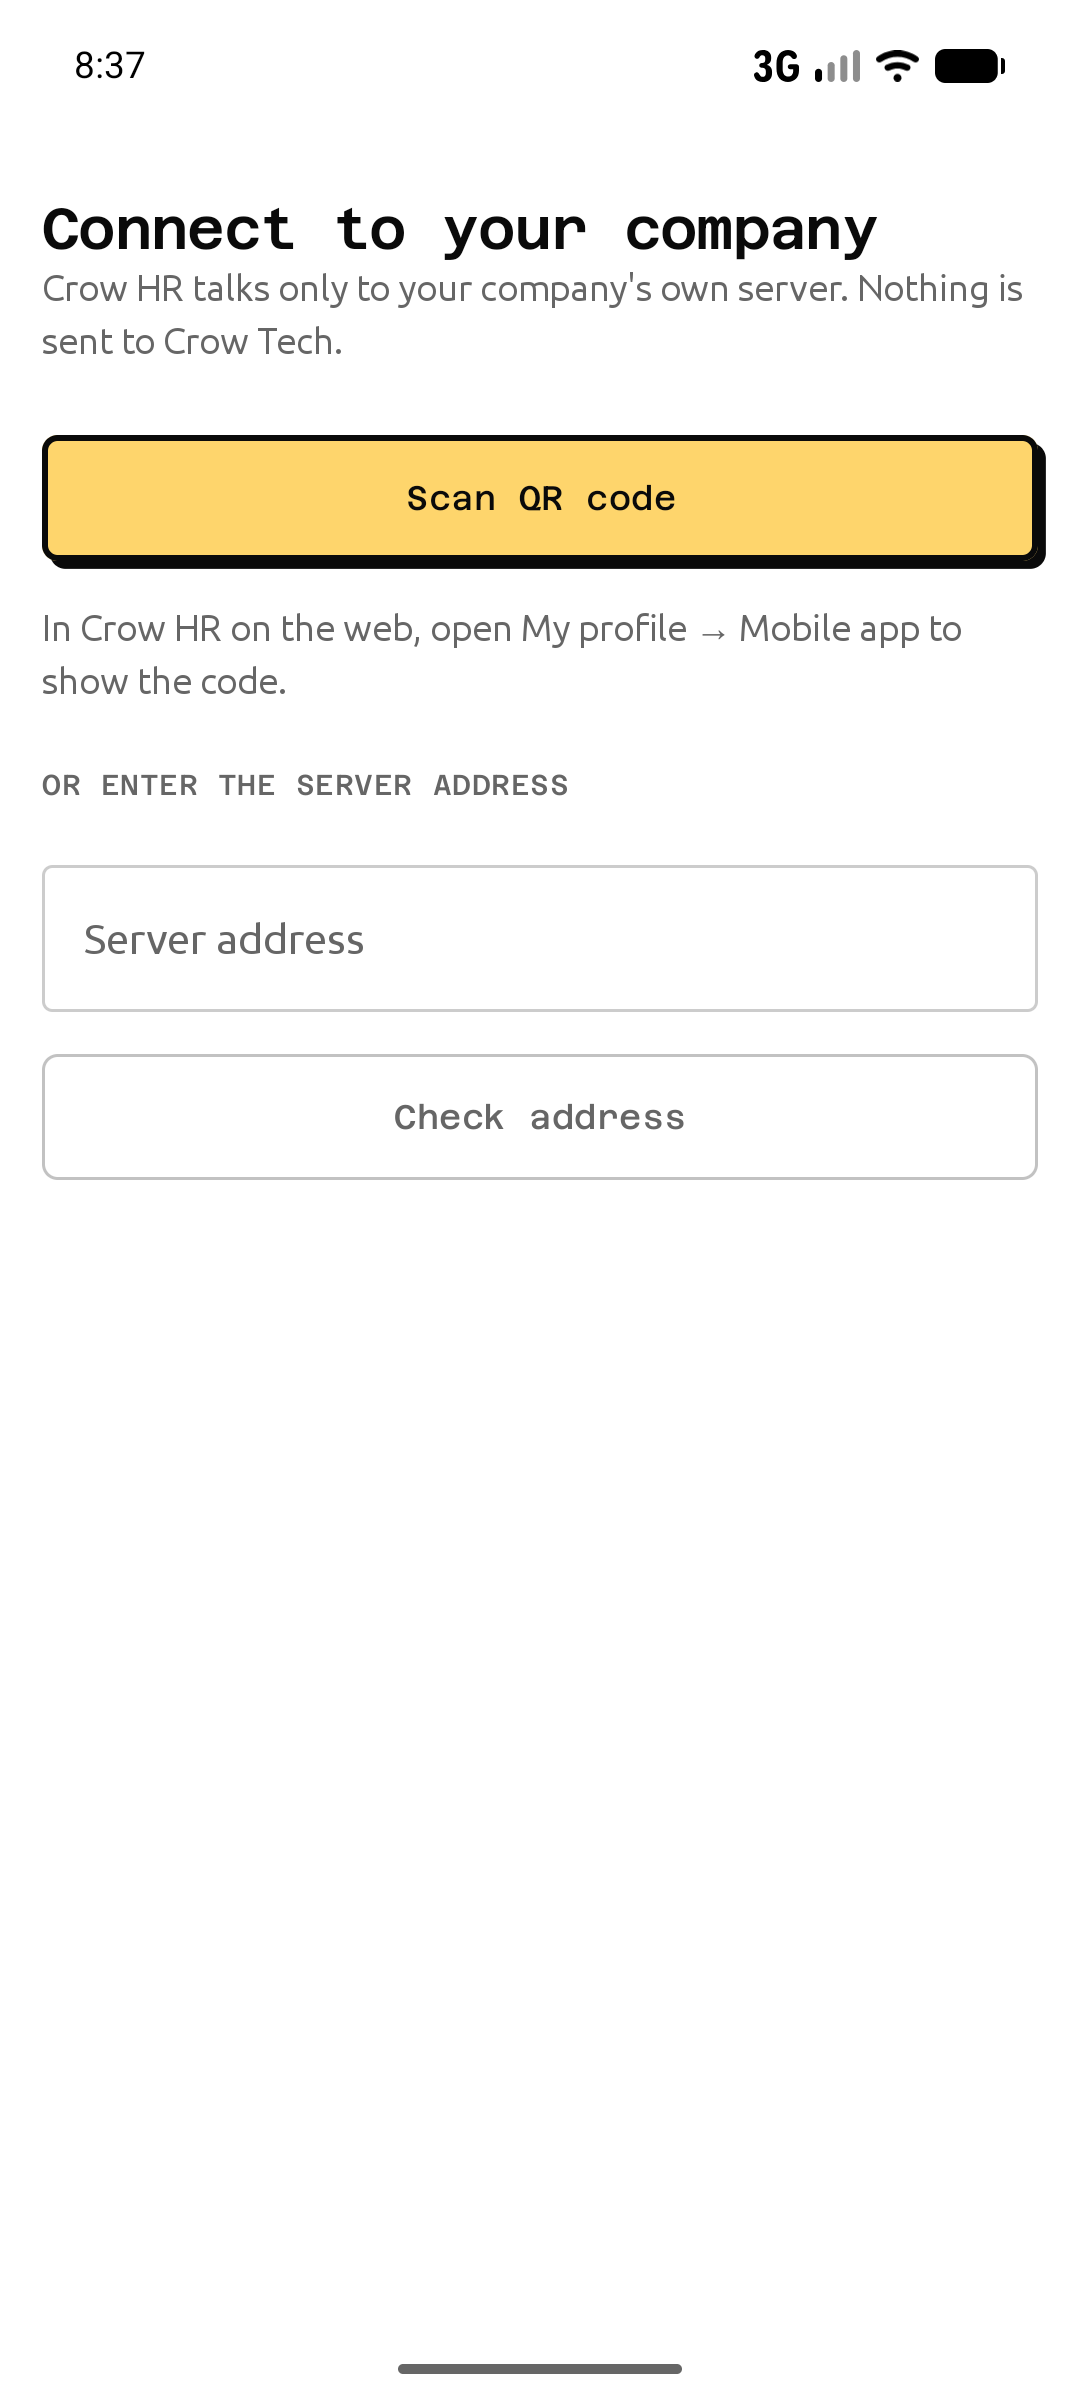 8:37
3G
Connect to your company
Crow HR talks only to your company's own server. Nothing is
sent to Crow Tech.
Scan QR code
In Crow HR on the web, open My profile → Mobile app to
show the code.
OR ENTER THE SERVER ADDRESS
Server address
Check address